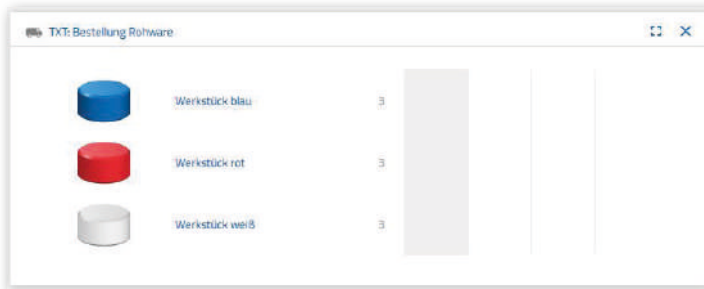 TXT: Bestellung Rohware
Werkstück blau 3
Werkstück rot 3
Werkstück weiß 3